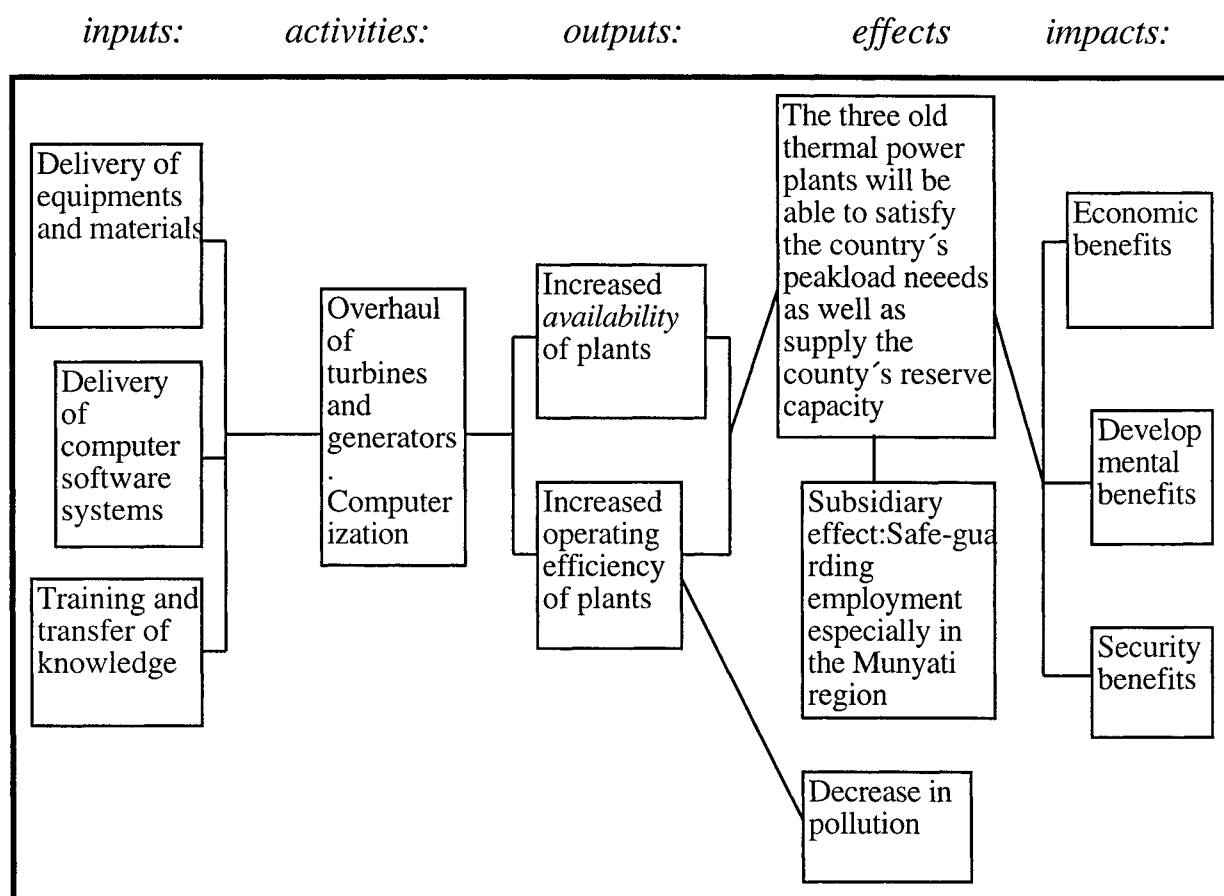 inputs: activities: outputs: effects impacts:
Delivery of
equipments
and materials
Delivery
of
computer
software
systems
Training and
transfer of
knowledge
Overhaul
of
turbines
and
generators
.
Computer
ization
Increased
availability
of plants
Increased
operating
efficiency
of plants
The three old
thermal power
plants will be
able to satisfy
the country´s
peakload neeeds
as well as
supply the
county´s reserve
capacity
Subsidiary
effect:Safe-gua
rding
employment
especially in
the Munyati
region
Decrease in
pollution
Economic
benefits
Develop
mental
benefits
Security
benefits